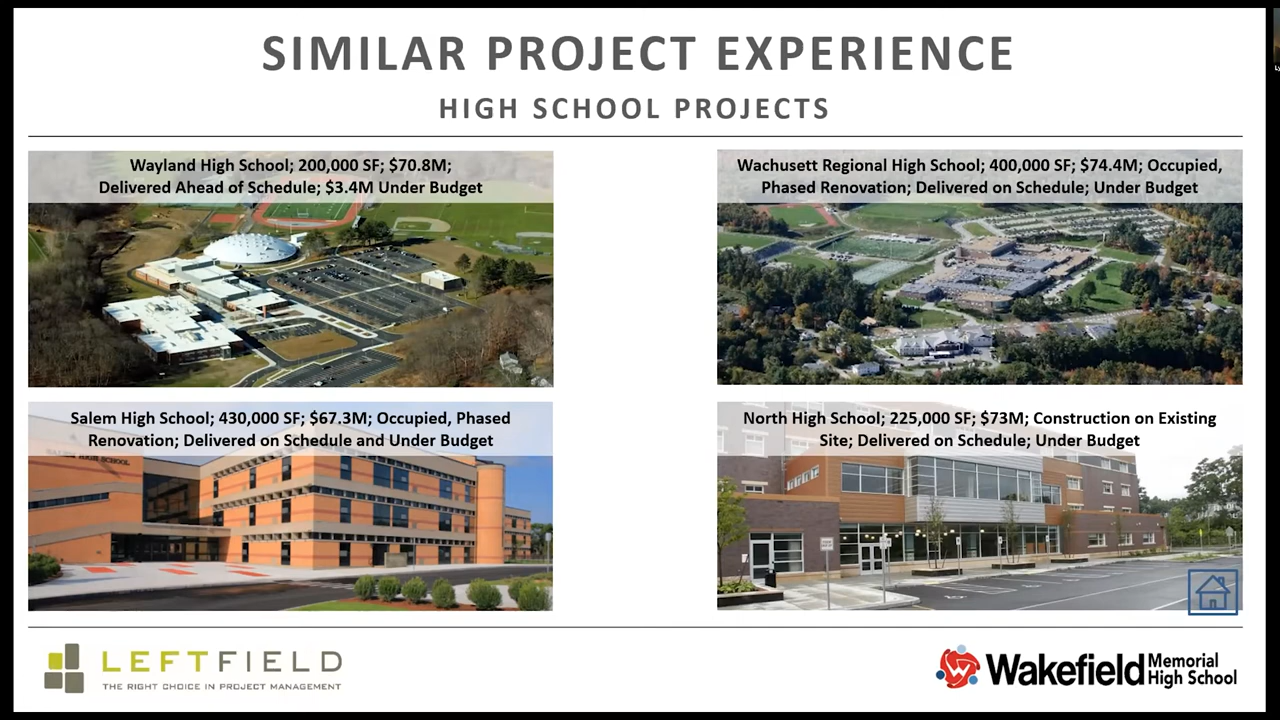 SIMILAR PROJECT EXPERIENCE
HIGH SCHOOL PROJECTS
Wayland High School; 200,000 SF; $70.8M;
Delivered Ahead of Schedule; $3.4M Under Budget
Wachusett Regional High School; 400,000 SF; $74.4M; Occupied,
Phased Renovation; Delivered on Schedule; Under Budget
Salem High School; 430,000 SF; $67.3M; Occupied, Phased
Renovation; Delivered on Schedule and Under Budget
SALEM HIGH SCHOOL
North High School; 225,000 SF; $73M; Construction on Existing
Site; Delivered on Schedule; Under Budget
LEFTFIELD
THE RIGHT CHOICE IN PROJECT MANAGEMENT
Wakefield Memorial
High School